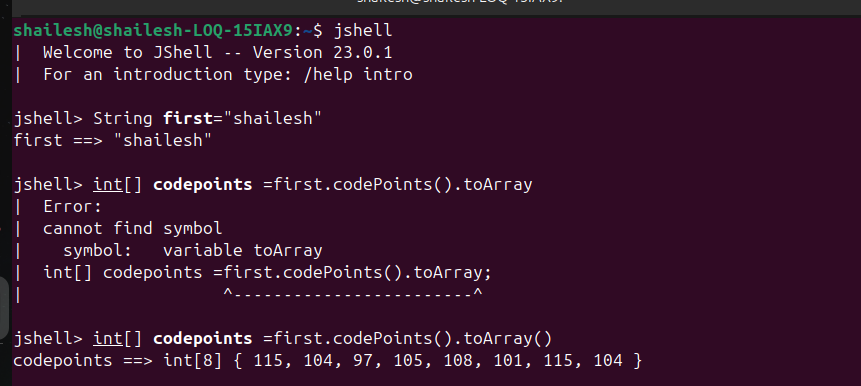 shailesh@shailesh-LOQ-15IAX9:~$ jshell
|  Welcome to JShell -- Version 23.0.1
|  For an introduction type: /help intro
jshell> String first="shailesh"
first ==> "shailesh"
jshell> int[] codepoints =first.codePoints().toArray
|  Error:
|  cannot find symbol
|    symbol:   variable toArray
|  int[] codepoints =first.codePoints().toArray;
|                    ^------------------------^
jshell> int[] codepoints =first.codePoints().toArray()
codepoints ==> int[8] { 115, 104, 97, 105, 108, 101, 115, 104 }